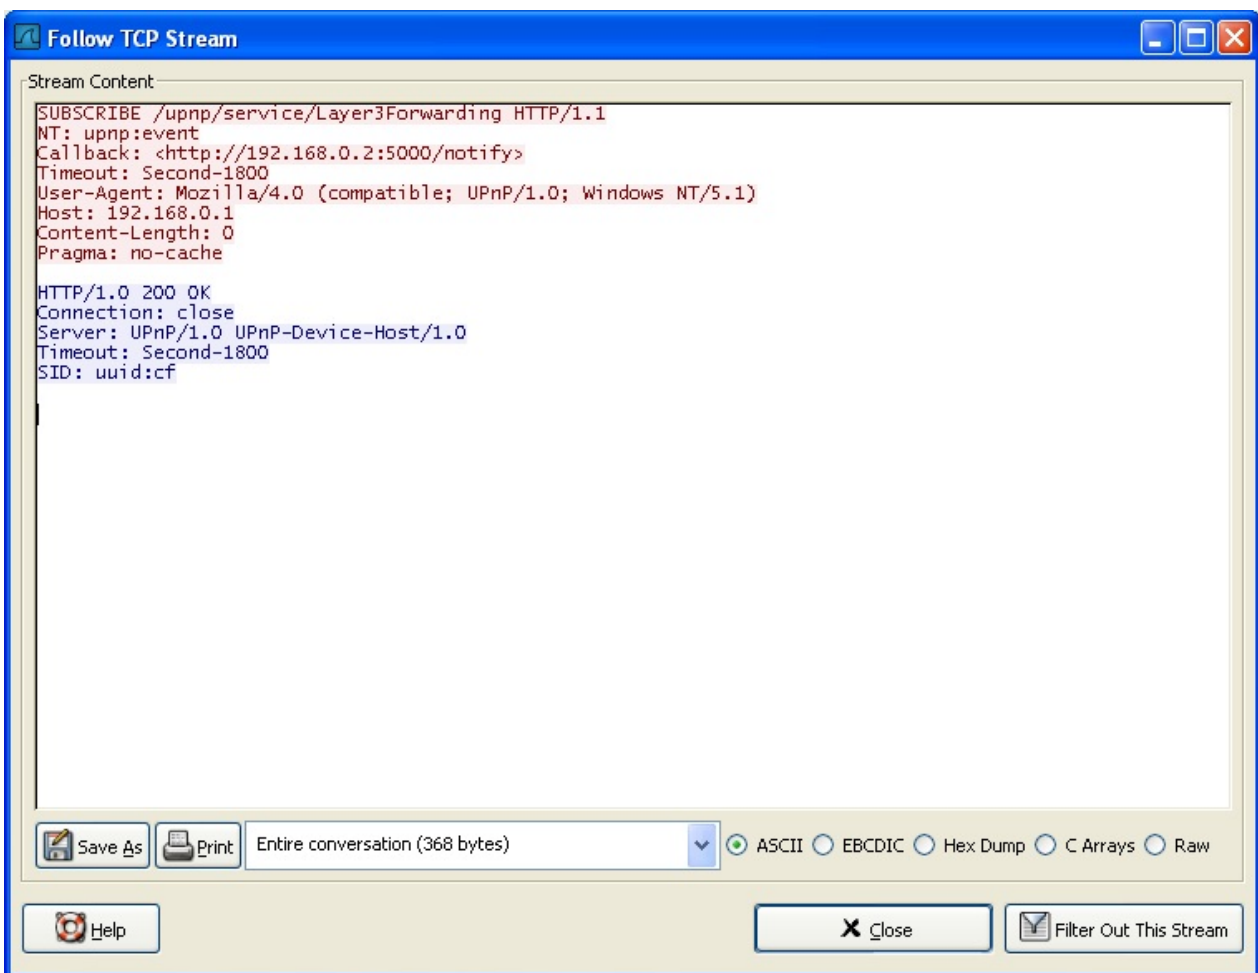 Follow TCP Stream
Stream Content
SUBSCRIBE /upnp/service/Layer3Forwarding HTTP/1.1
NT: upnp:event
Callback: <http://192.168.0.2:5000/notify>
Timeout: Second-1800
User-Agent: Mozilla/4.0 (compatible; UPnP/1.0; Windows NT/5.1)
Host: 192.168.0.1
Content-Length: 0
Pragma: no-cache
HTTP/1.0 200 OK
Connection: close
Server: UPnP/1.0 UPnP-Device-Host/1.0
Timeout: Second-1800
SID: uuid:cf
Save As Print Entire conversation (368 bytes) ASCII EBCDIC Hex Dump C Arrays Raw
Help Close Filter Out This Stream